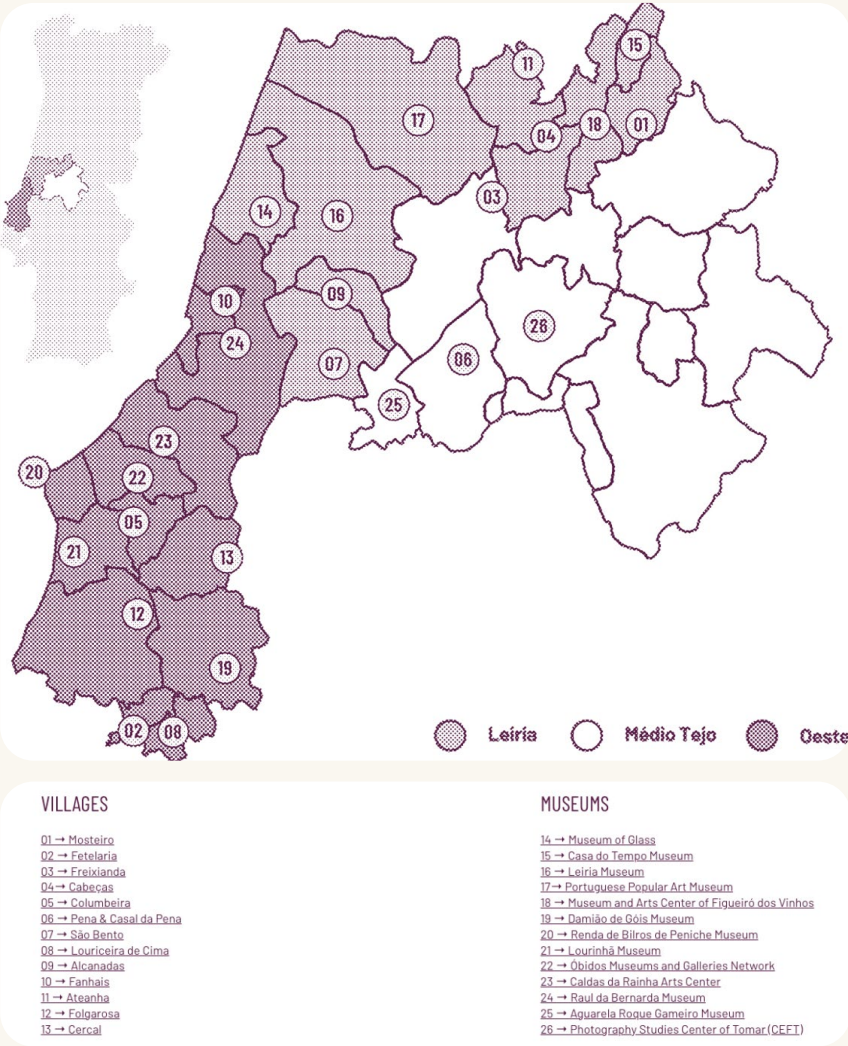 15
11
17
04
18
01
03
14
16
09
10
26
24
07
06
25
23
20
22
05
21
13
12
19
02
08
Leiria
Médio Tejo
Oeste
VILLAGES
01 → Mosteiro
02 → Fetelaria
03 → Freixianda
04→ Cabeças
05 → Columbeira
06 → Pena & Casal da Pena
07 → São Bento
08 → Louriceira de Cima
09 → Alcanadas
10 → Fanhais
11 → Ateanha
12 → Folgarosa
13 → Cercal
MUSEUMS
14 → Museum of Glass
15 → Casa do Tempo Museum
16 → Leiria Museum
17→ Portuguese Popular Art Museum
18 → Museum and Arts Center of Figueiró dos Vinhos
19 → Damião de Góis Museum
20 → Renda de Bilros de Peniche Museum
21 → Lourinhã Museum
22 → Óbidos Museums and Galleries Network
23 → Caldas da Rainha Arts Center
24 → Raul da Bernarda Museum
25 → Aguarela Roque Gameiro Museum
26 → Photography Studies Center of Tomar (CEFT)